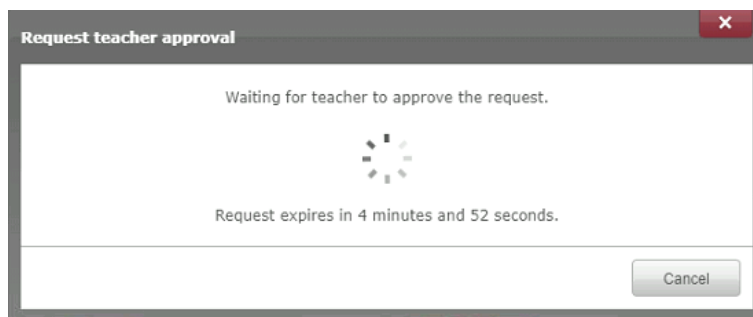 Request teacher approval
Waiting for teacher to approve the request.
Request expires in 4 minutes and 52 seconds.
Cancel